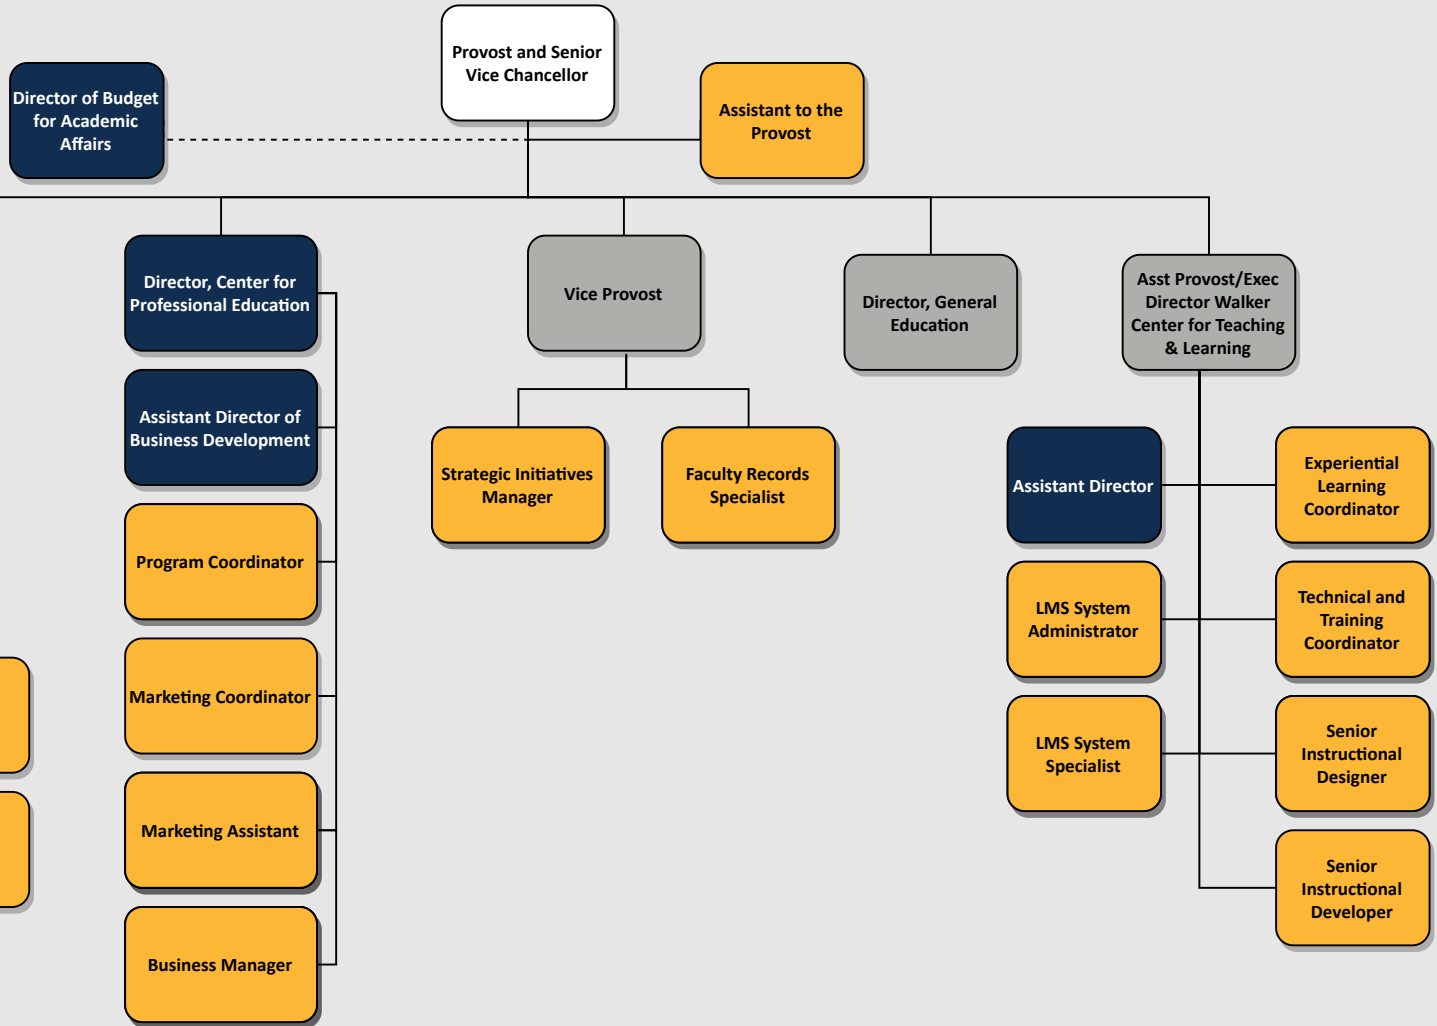 Provost and Senior
Vice Chancellor
Director of Budget
for Academic
Affairs
Assistant to the
Provost
Director, Center for
Professional Education
Vice Provost
Director, General
Education
Asst Provost/Exec
Director Walker
Center for Teaching
& Learning
Assistant Director of
Business Development
Strategic Initiatives
Manager
Faculty Records
Specialist
Assistant Director
Experiential
Learning
Coordinator
Program Coordinator
LMS System
Administrator
Technical and
Training
Coordinator
Marketing Coordinator
LMS System
Specialist
Senior
Instructional
Designer
Marketing Assistant
Senior
Instructional
Developer
Business Manager